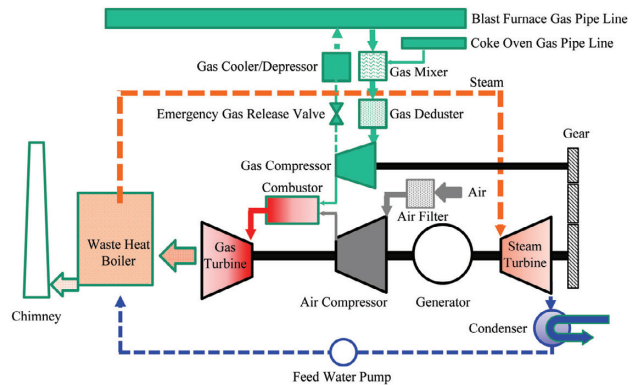 Blast Furnace Gas Pipe Line
Coke Oven Gas Pipe Line
Gas Cooler/Depressor
Gas Mixer
Steam
Emergency Gas Release Valve
Gas Deduster
Gear
Gas Compressor
Combustor
Air
Air Filter
Waste Heat
Boiler
Gas
Turbine
Steam
Turbine
Air Compressor
Generator
Chimney
Condenser
Feed Water Pump